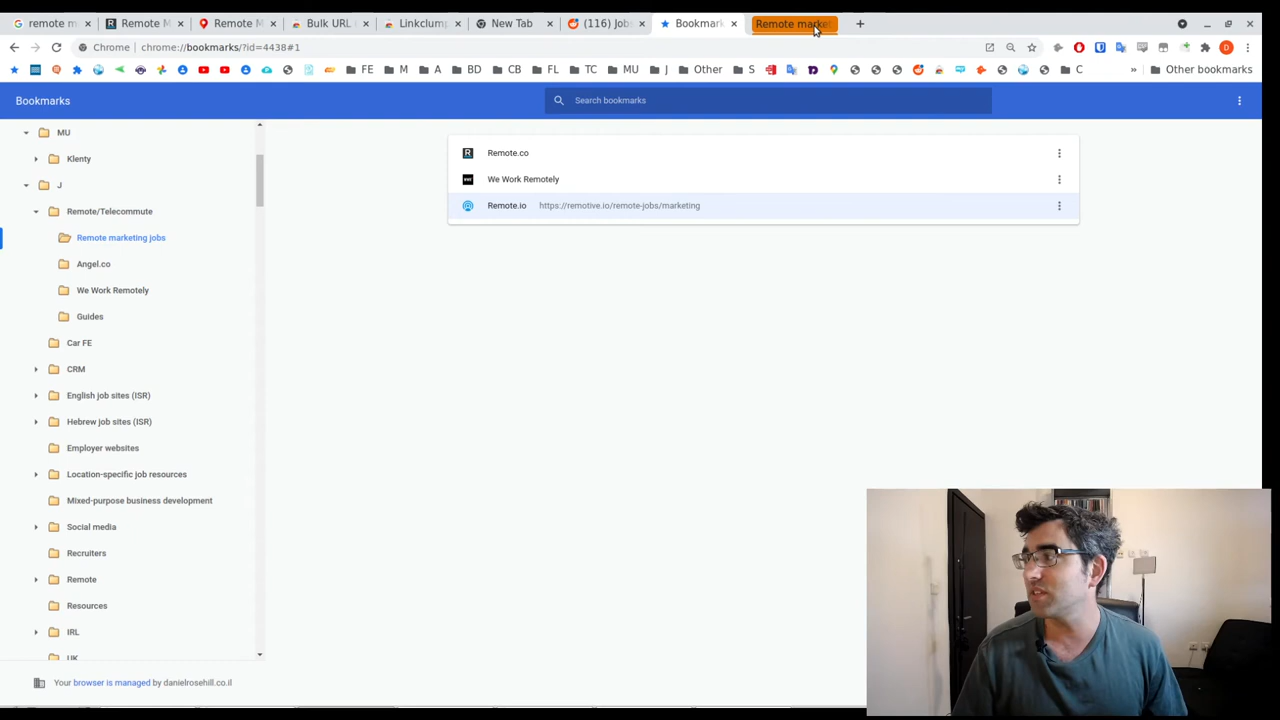 remote m
Remote M
Remote M
Bulk URL
Linkclump
New Tab
(116) Job
Bookmark
Remote market
Chrome
chrome://bookmarks/?id=4438#1
FE
M
A
BD
CB
FL
TC
MU
J
Other
S
C
»
Other bookmarks
Bookmarks
Search bookmarks
MU
Klenty
J
Remote/Telecommute
Remote marketing jobs
Angel.co
We Work Remotely
Guides
Car FE
CRM
English job sites (ISR)
Hebrew job sites (ISR)
Employer websites
Location-specific job resources
Mixed-purpose business development
Social media
Recruiters
Remote
Resources
IRL
UK
Your browser is managed by danielrosehill.co.il
Remote.co
We Work Remotely
Remote.io https://remotive.io/remote-jobs/marketing